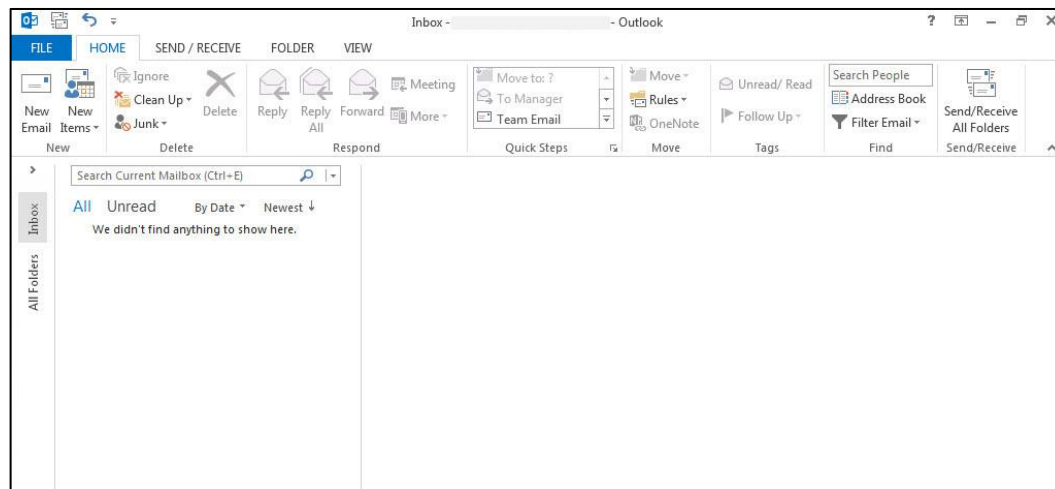 Inbox - - Outlook ?
FILE HOME SEND / RECEIVE FOLDER VIEW
New Email
New Items
Ignore
Clean Up
Junk
Delete
Reply
Reply All
Forward
Meeting
More
Move to: ?
To Manager
Team Email
Move
Rules
OneNote
Unread/ Read
Follow Up
Search People
Address Book
Filter Email
Send/Receive
All Folders
New Delete Respond Quick Steps Move Tags Find Send/Receive
Search Current Mailbox (Ctrl+E)
All Unread By Date Newest
We didn't find anything to show here.
Inbox
All Folders